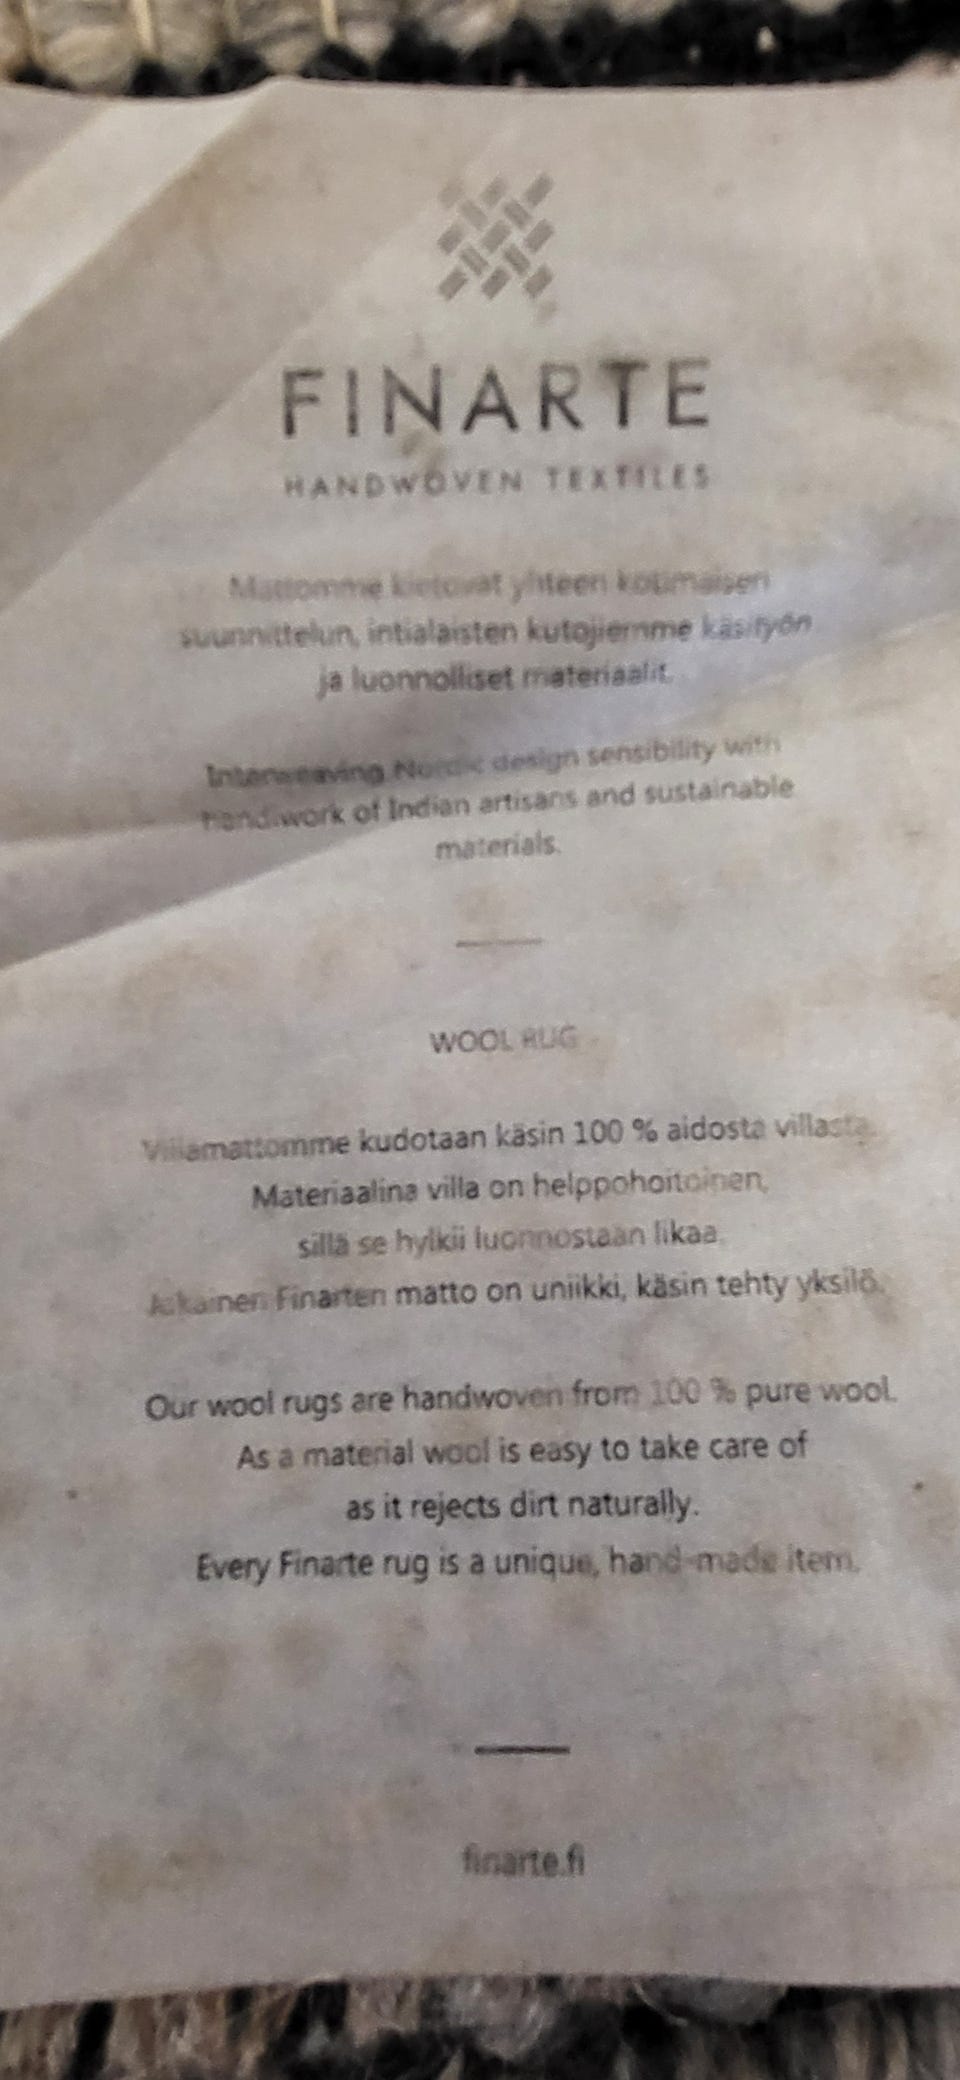 FINARTE
HANDWOVEN TEXTILES
Mattomme kietovat yhteen kotimaisen
suunnittelun, intialaisten kutojiemme käsityön
ja luonnolliset materiaalit.
Interweaving Nordic design sensibility with
handiwork of Indian artisans and sustainable
materials.
WOOL RUG
Villamattomme kudotaan käsin 100 % aidosta villasta.
Materiaalina villa on helppohoitoinen,
sillä se hylkii luonnostaan likaa.
Jokainen Finarten matto on uniikki, käsin tehty yksilö.
Our wool rugs are handwoven from 100 % pure wool.
As a material wool is easy to take care of
as it rejects dirt naturally.
Every Finarte rug is a unique, hand-made item.
finarte.fi